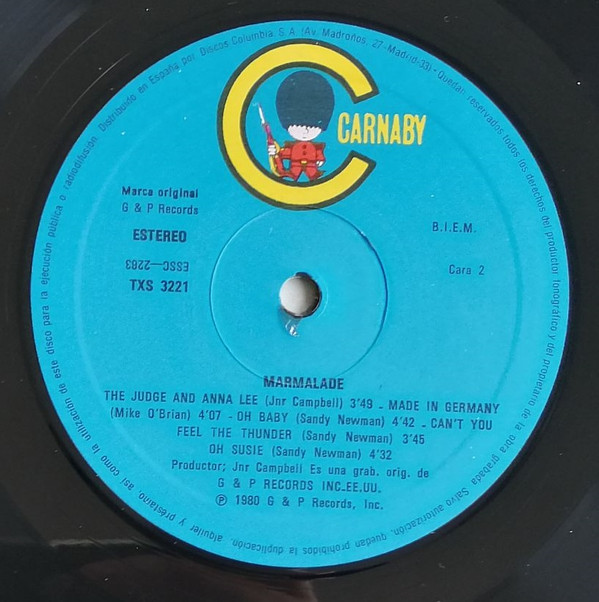 Distribuido en España por Discos Columbia S.A. (Av. Madroños, 27-Madrid-33)-Quedan reservados todos los derechos del productor fonográfico y del propietario de la obra grabada. Salvo autorización, quedan prohibidos la duplicación, alquiler y préstamo así como la utilización de este disco para la ejecución pública o radiodifusión.
CARNABY
Marca original
G & P Records
ESTEREO
B.I.E.M.
ESSC-2263
Cara 2
TXS 3221
MARMALADE
THE JUDGE AND ANNA LEE (Jnr Campbell) 3'49 - MADE IN GERMANY
(Mike O'Brian) 4'07 - OH BABY (Sandy Newman) 4'42 - CAN'T YOU
FEEL THE THUNDER (Sandy Newman) 3'45
OH SUSIE (Sandy Newman) 4'32
Productor; Jnr Campbell Es una grab. orig. de
G & P RECORDS INC.EE.UU.
℗ 1980 G & P Records, Inc.